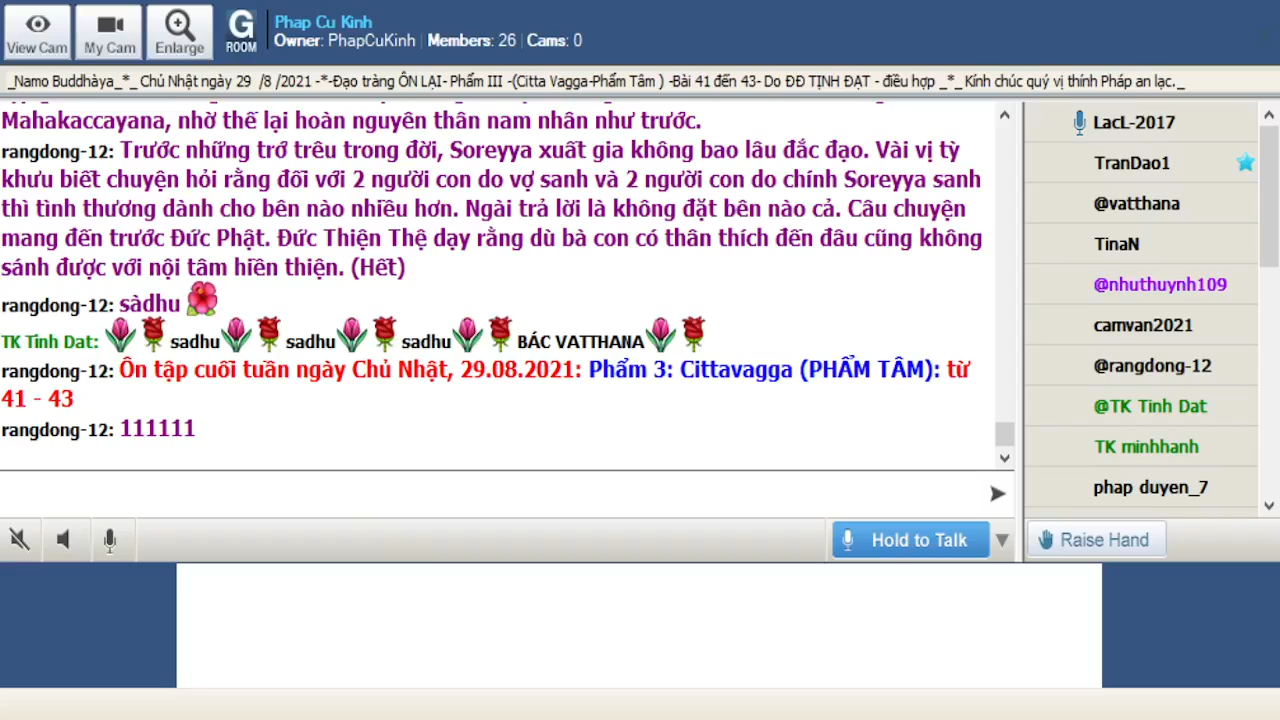 View Cam
My Cam
Enlarge
G
ROOM
Phap Cu Kinh
Owner: PhapCuKinh | Members: 26 | Cams: 0
_Namo Buddhàya_*_ Chủ Nhật ngày 29 /8 /2021 -*-Đạo tràng ÔN LẠI- Phẩm III -(Citta Vagga-Phẩm Tâm ) -Bài 41 đến 43- Do ĐĐ TỊNH ĐẠT - điều hợp _*_ Kính chúc quý vị thính Pháp an lạc._
Mahakaccayana, nhờ thế lại hoàn nguyên thân nam nhân như trước.
rangdong-12: Trước những trớ trêu trong đời, Soreyya xuất gia không bao lâu đắc đạo. Vài vị tỳ
khưu biết chuyện hỏi rằng đối với 2 người con do vợ sanh và 2 người con do chính Soreyya sanh
thì tình thương dành cho bên nào nhiều hơn. Ngài trả lời là không đặt bên nào cả. Câu chuyện
mang đến trước Đức Phật. Đức Thiện Thệ dạy rằng dù bà con có thân thích đến đâu cũng không
sánh được với nội tâm hiền thiện. (Hết)
rangdong-12: sàdhu
TK Tinh Dat: sadhu sadhu sadhu BÁC VATTHANA
rangdong-12: Ôn tập cuối tuần ngày Chủ Nhật, 29.08.2021: Phẩm 3: Cittavagga (PHẨM TÂM): từ
41 - 43
rangdong-12: 111111
Hold to Talk
LacL-2017
TranDao1
@vatthana
TinaN
@nhuthuynh109
camvan2021
@rangdong-12
@TK Tinh Dat
TK minhhanh
phap duyen_7
Raise Hand